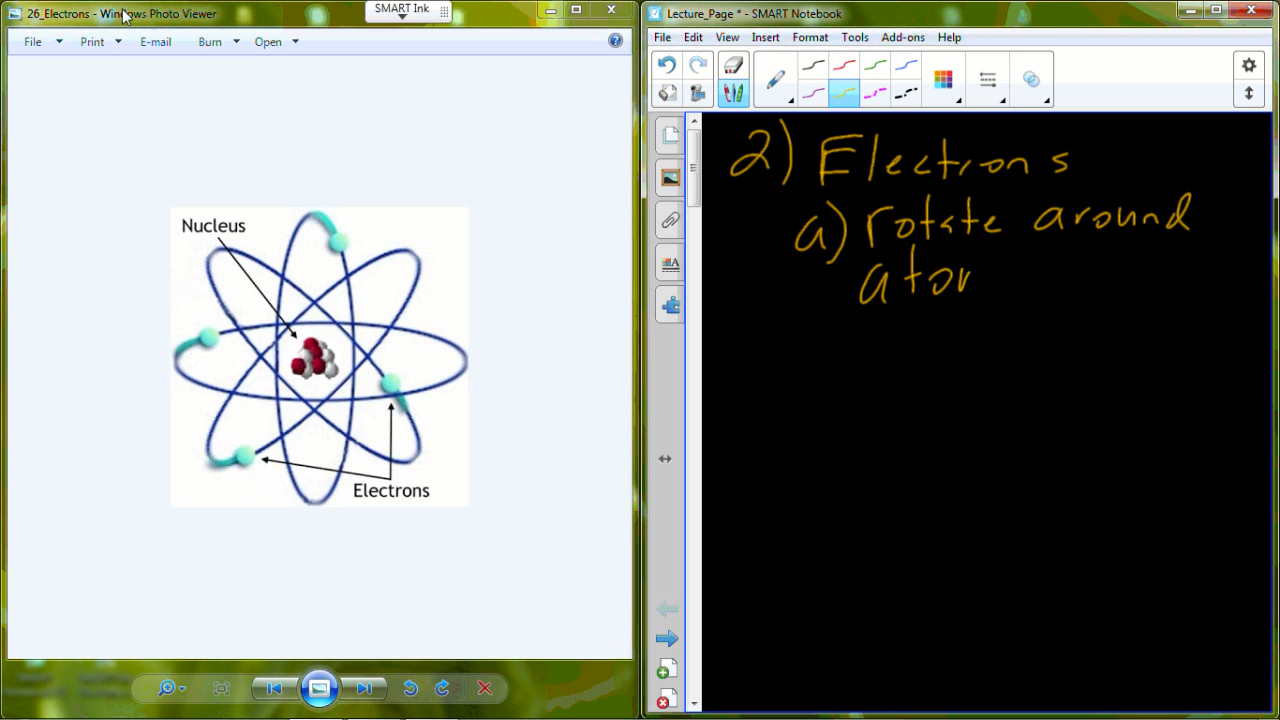 26_Electrons - Windows Photo Viewer
SMART Ink
File Print E-mail Burn Open
Nucleus
Electrons
Lecture_Page * - SMART Notebook
File Edit View Insert Format Tools Add-ons Help
2) Electrons
a) rotate around
ator